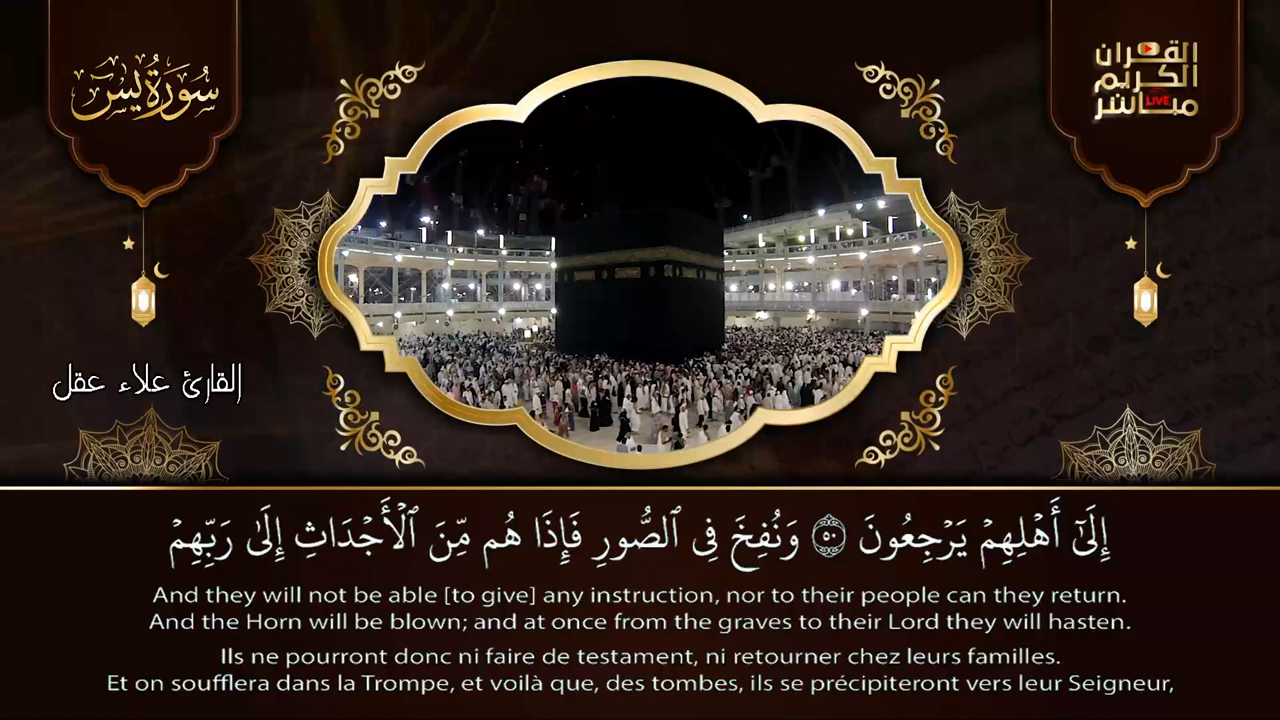 سُورَةُ يسٓ
القرآن
الكريم
مباشر
LIVE
القارئ علاء عقل
إِلَىٰٓ أَهْلِهِمْ يَرْجِعُونَ ۝٥٠ وَنُفِخَ فِى ٱلصُّورِ فَإِذَا هُم مِّنَ ٱلْأَجْدَاثِ إِلَىٰ رَبِّهِمْ
And they will not be able [to give] any instruction, nor to their people can they return.
And the Horn will be blown; and at once from the graves to their Lord they will hasten.
Ils ne pourront donc ni faire de testament, ni retourner chez leurs familles.
Et on soufflera dans la Trompe, et voilà que, des tombes, ils se précipiteront vers leur Seigneur,